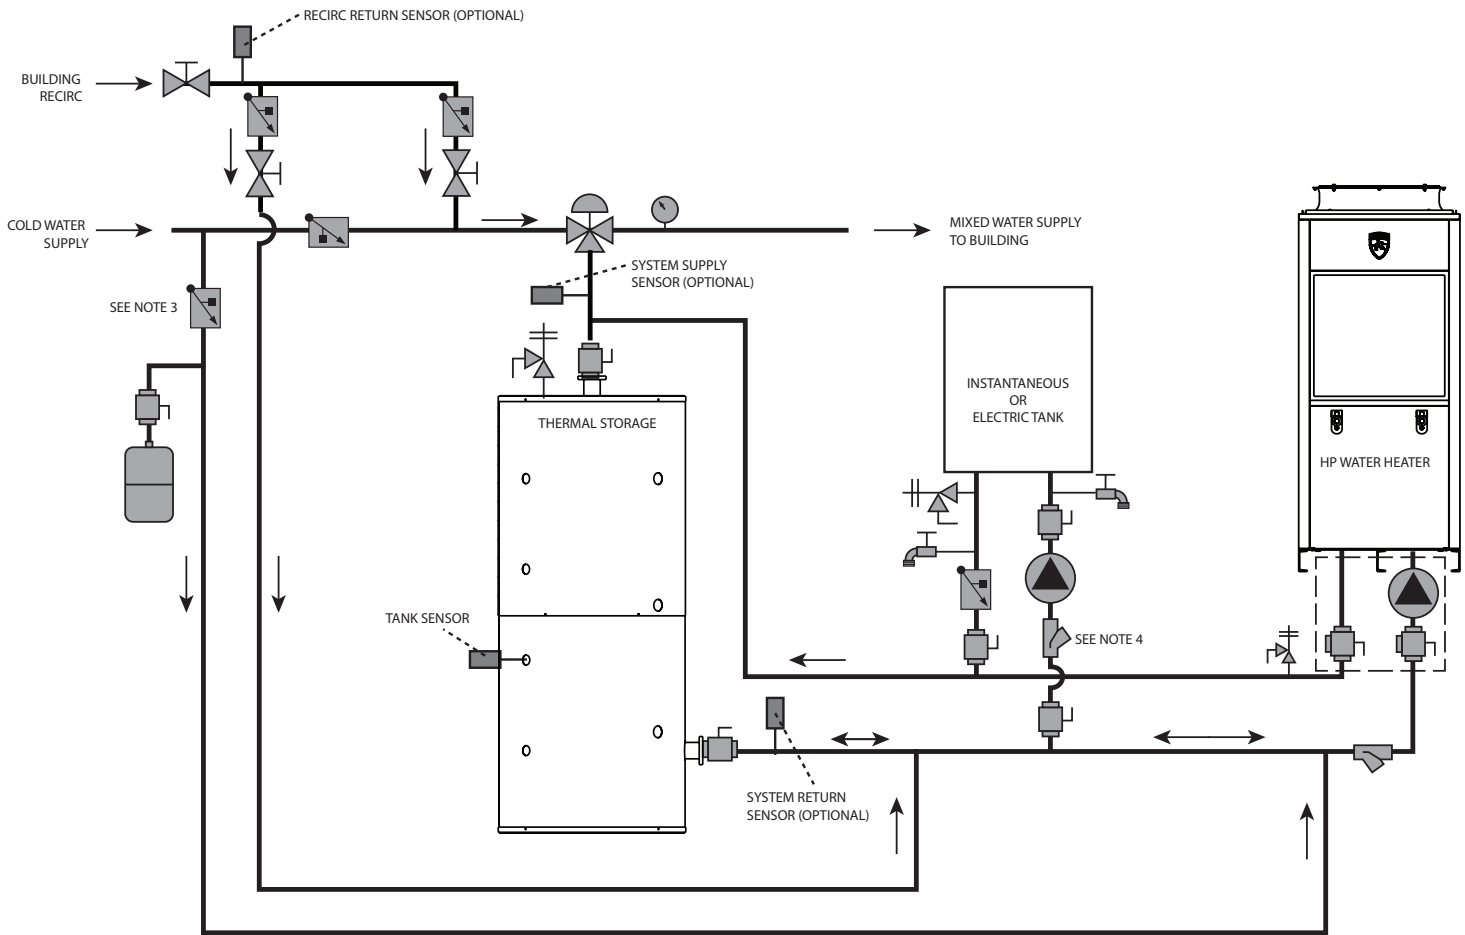 RECIRC RETURN SENSOR (OPTIONAL)
BUILDING
RECIRC
COLD WATER
SUPPLY
MIXED WATER SUPPLY
TO BUILDING
SYSTEM SUPPLY
SENSOR (OPTIONAL)
SEE NOTE 3
INSTANTANEOUS
OR
ELECTRIC TANK
THERMAL STORAGE
HP WATER HEATER
TANK SENSOR
SEE NOTE 4
SYSTEM RETURN
SENSOR (OPTIONAL)